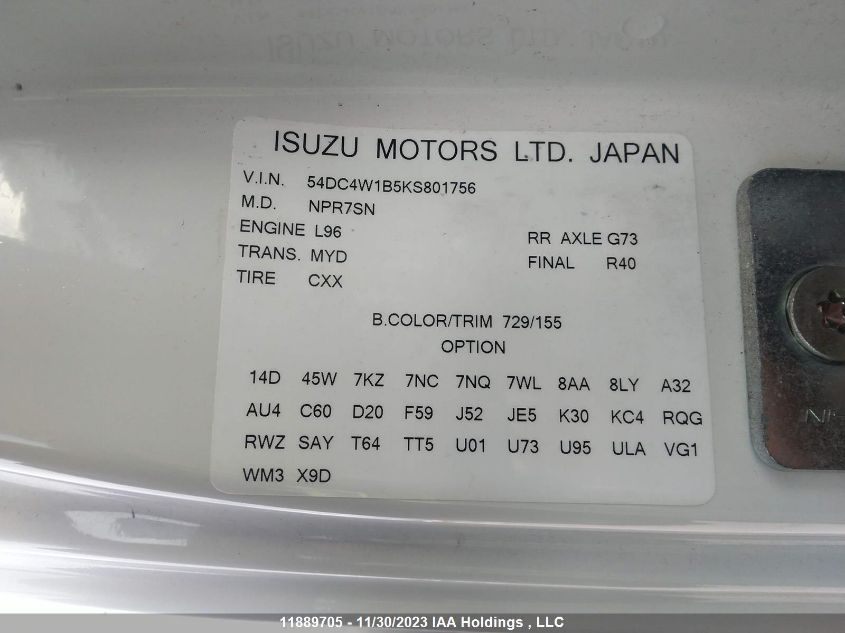 ISUZU MOTORS LTD. JAPAN
V.I.N. 54DC4W1B5KS801756
M.D. NPR7SN
ENGINE L96 RR AXLE G73
TRANS. MYD FINAL R40
TIRE CXX
B.COLOR/TRIM 729/155
OPTION
14D 45W 7KZ 7NC 7NQ 7WL 8AA 8LY A32
AU4 C60 D20 F59 J52 JE5 K30 KC4 RQG
RWZ SAY T64 TT5 U01 U73 U95 ULA VG1
WM3 X9D
11889705 - 11/30/2023 IAA Holdings , LLC